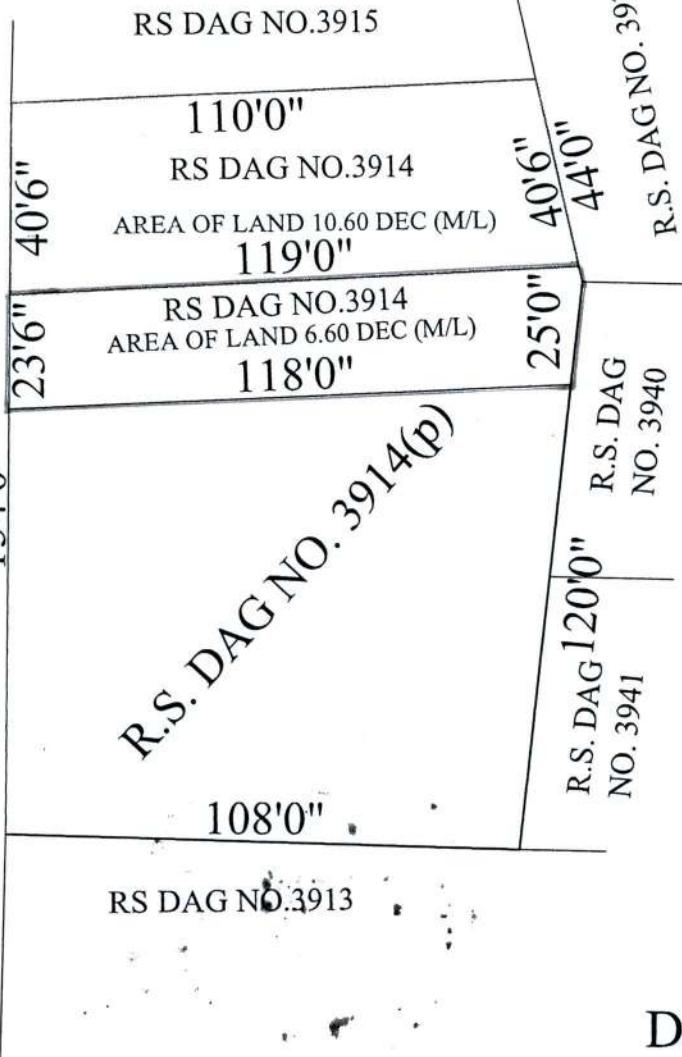 RS DAG NO.3915
110'0"
RS DAG NO.3914
40'6"
40'6"
44'0"
AREA OF LAND 10.60 DEC (M/L)
119'0"
R.S. DAG NO.
RS DAG NO.3914
AREA OF LAND 6.60 DEC (M/L)
23'6"
25'0"
118'0"
R.S. DAG
NO. 3940
R.S. DAG NO. 3914(p)
120'0"
R.S. DAG
NO. 3941
108'0"
RS DAG NO.3913
D